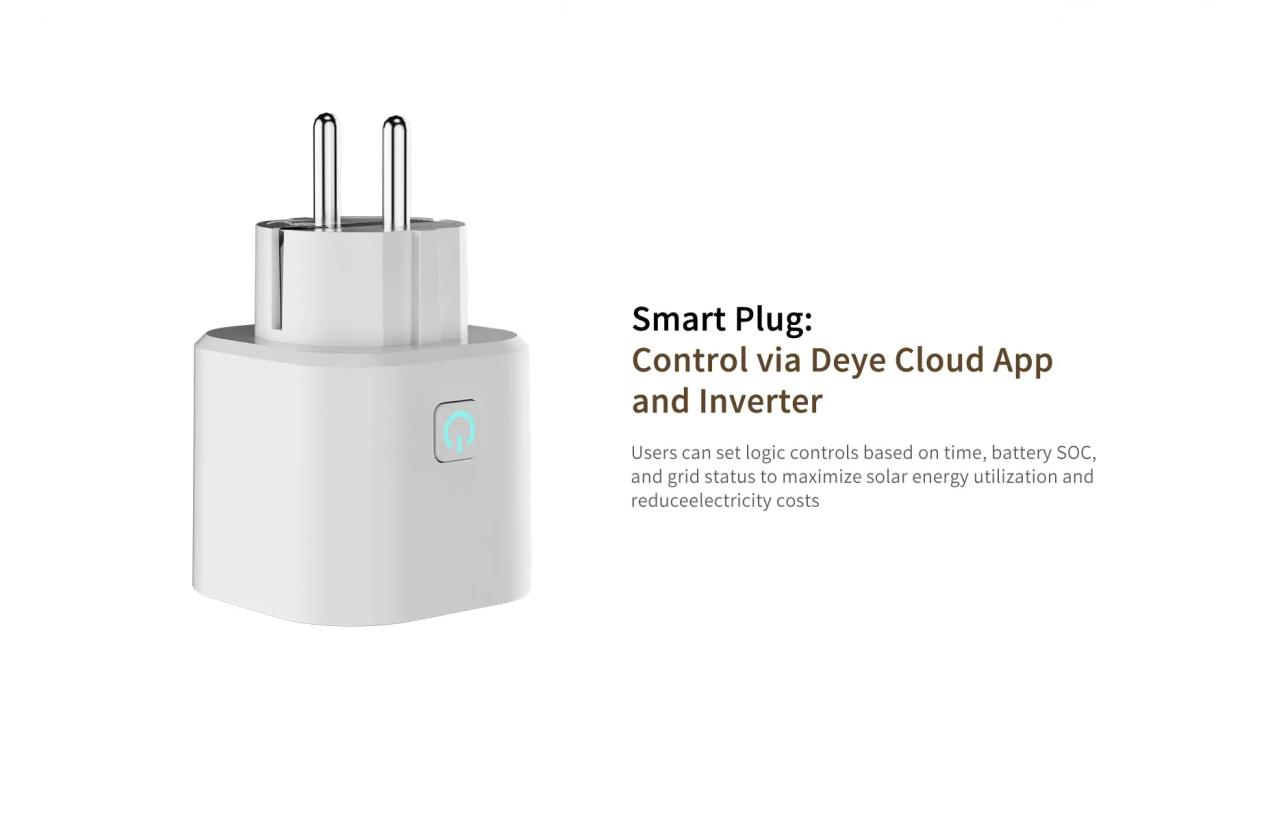 Smart Plug:
Control via Deye Cloud App
and Inverter
Users can set logic controls based on time, battery SOC,
and grid status to maximize solar energy utilization and
reduceelectricity costs